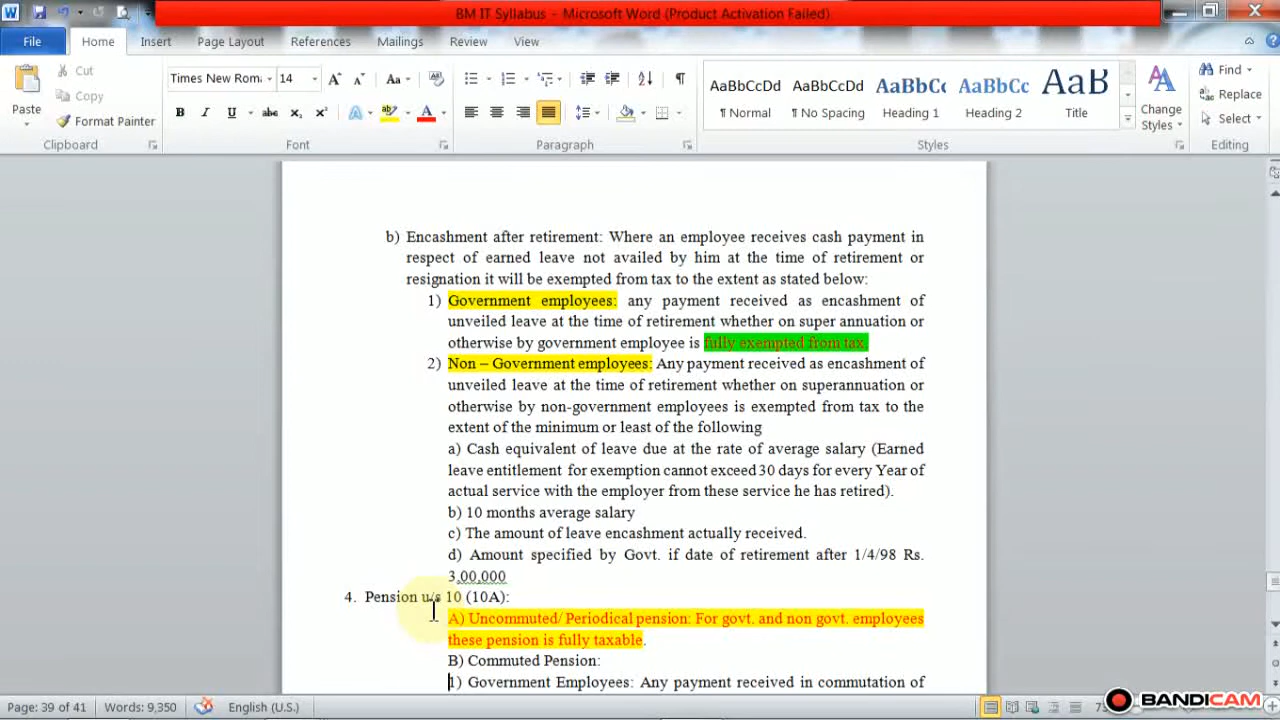 BM IT Syllabus - Microsoft Word (Product Activation Failed)
File Home Insert Page Layout References Mailings Review View
Paste
Cut
Copy
Format Painter
Clipboard
Times New Roma 14
Font
Paragraph
AaBbCcDd AaBbCcDd AaBbCc AaBbCc AaB
¶ Normal ¶ No Spacing Heading 1 Heading 2 Title
Styles
Change
Styles
Find
Replace
Select
Editing
b) Encashment after retirement: Where an employee receives cash payment in
respect of earned leave not availed by him at the time of retirement or
resignation it will be exempted from tax to the extent as stated below:
1) Government employees: any payment received as encashment of
unveiled leave at the time of retirement whether on super annuation or
otherwise by government employee is fully exempted from tax.
2) Non – Government employees: Any payment received as encashment of
unveiled leave at the time of retirement whether on superannuation or
otherwise by non-government employees is exempted from tax to the
extent of the minimum or least of the following
a) Cash equivalent of leave due at the rate of average salary (Earned
leave entitlement for exemption cannot exceed 30 days for every Year of
actual service with the employer from these service he has retired).
b) 10 months average salary
c) The amount of leave encashment actually received.
d) Amount specified by Govt. if date of retirement after 1/4/98 Rs.
3,00,000
4. Pension u/s 10 (10A):
A) Uncommuted/ Periodical pension: For govt. and non govt. employees
these pension is fully taxable.
B) Commuted Pension:
1) Government Employees: Any payment received in commutation of
Page: 39 of 41 Words: 9,350 English (U.S.)
BANDICAM